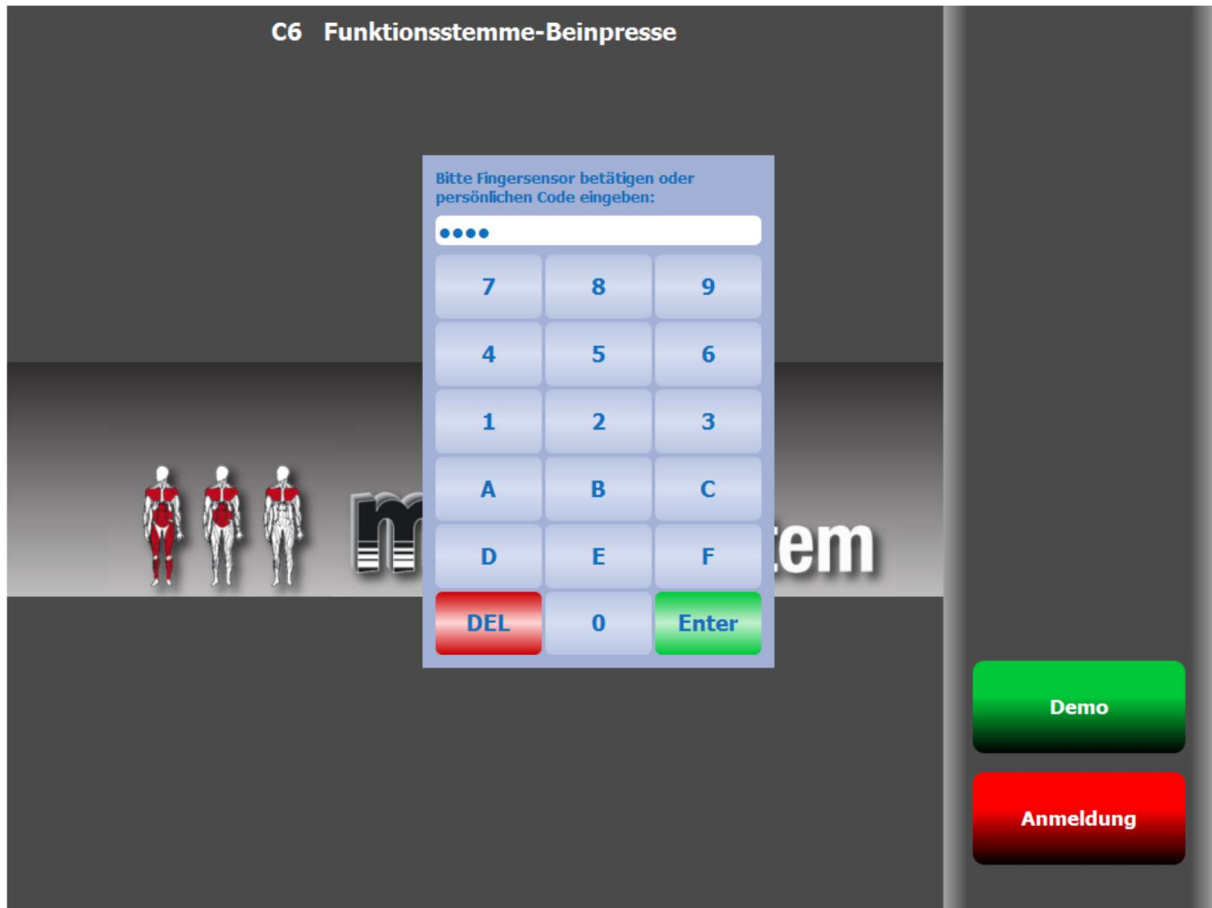 C6 Funktionsstemme-Beinpresse
Bitte Fingersensor betätigen oder
persönlichen Code eingeben:
••••
7 8 9
4 5 6
1 2 3
A B C
D E F
DEL 0 Enter
Demo
Anmeldung